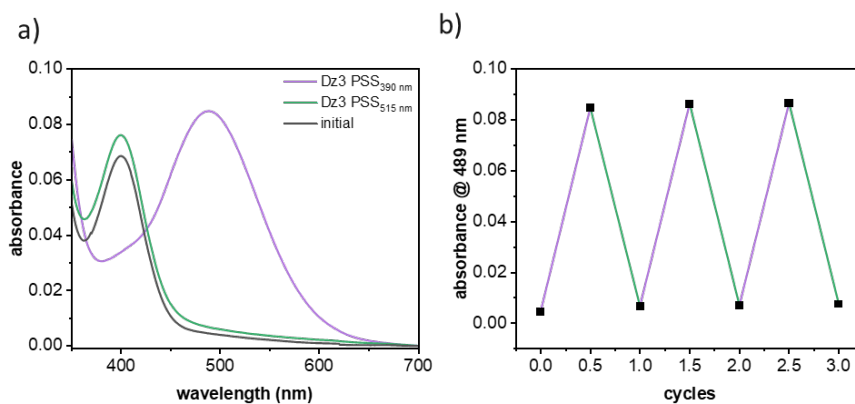 a)
0.10
0.08
0.06
0.04
0.02
0.00
absorbance
400
500
600
700
wavelength (nm)
Dz3 PSS390 nm
Dz3 PSS515 nm
initial
b)
0.10
0.08
0.06
0.04
0.02
0.00
absorbance @ 489 nm
0.0 0.5 1.0 1.5 2.0 2.5 3.0
cycles